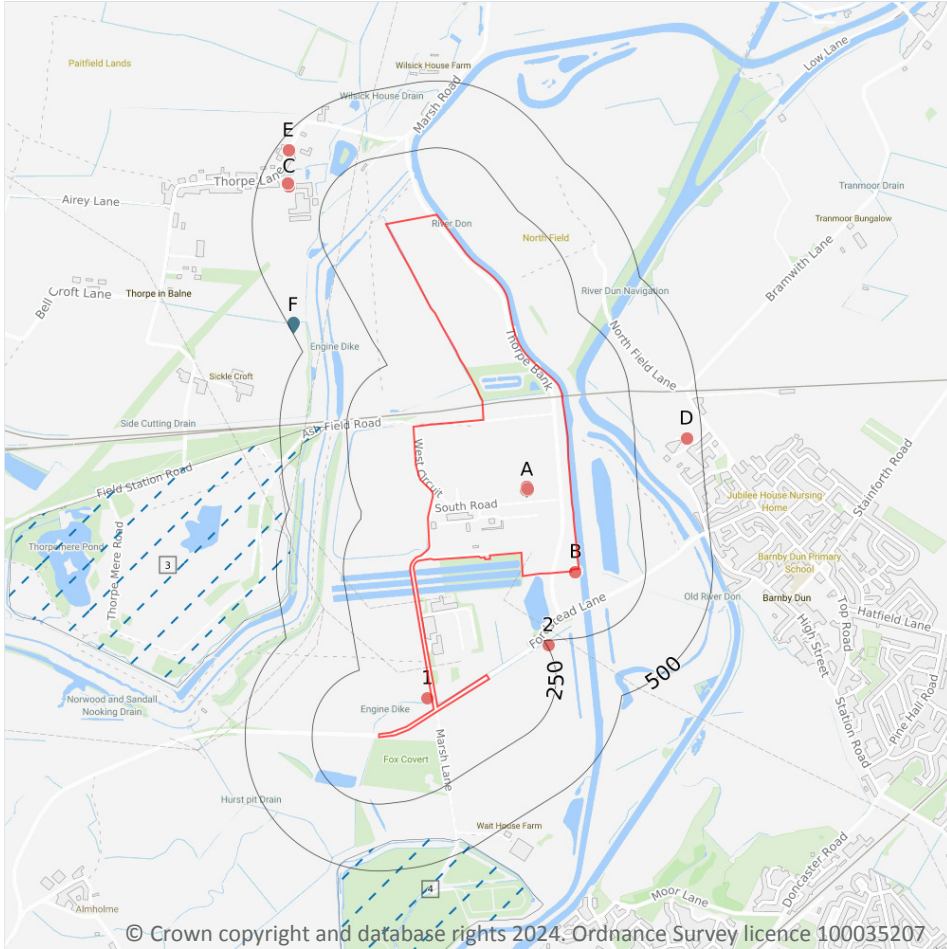 Paitfield Lands
Wilsick House Farm
Low Lane
Wilsick House Drain
Marsh Road
E
C
Thorpe Lane
Airey Lane
Tranmoor Drain
Tranmoor Bungalow
River Don
North Field
Bramwith Lane
Bell Croft Lane
Thorpe in Balne
River Dun Navigation
F
Engine Dike
Thorpe Bank
North Field Lane
Sickle Croft
Side Cutting Drain
Ash Field Road
D
West Circuit
Field Station Road
A
South Road
Stainforth Road
Jubilee House Nursing
Home
Thorpemere Pond
Thorpe Mere Road
3
B
Barnby Dun Primary
School
Barnby Dun
Old River Don
Top Road
Hatfield Lane
High Street
Fordstead Lane
2
250
500
Norwood and Sandall
Nooking Drain
1
Engine Dike
Station Road
Pine Hall Road
Marsh Lane
Fox Covert
Hurst pit Drain
Wait House Farm
Doncaster Road
4
Moor Lane
Almholme
© Crown copyright and database rights 2024. Ordnance Survey licence 100035207